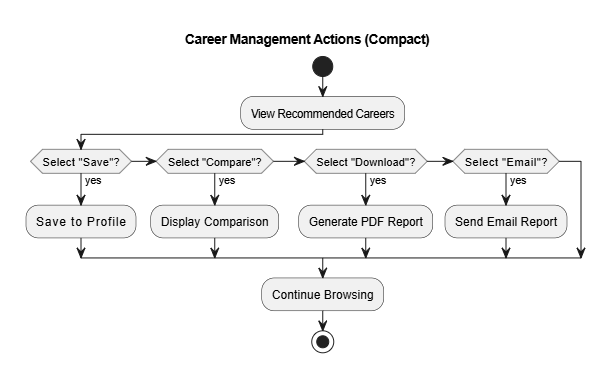 Career Management Actions (Compact)
View Recommended Careers
Select "Save"?
Select "Compare"?
Select "Download"?
Select "Email"?
yes
yes
yes
yes
Save to Profile
Display Comparison
Generate PDF Report
Send Email Report
Continue Browsing